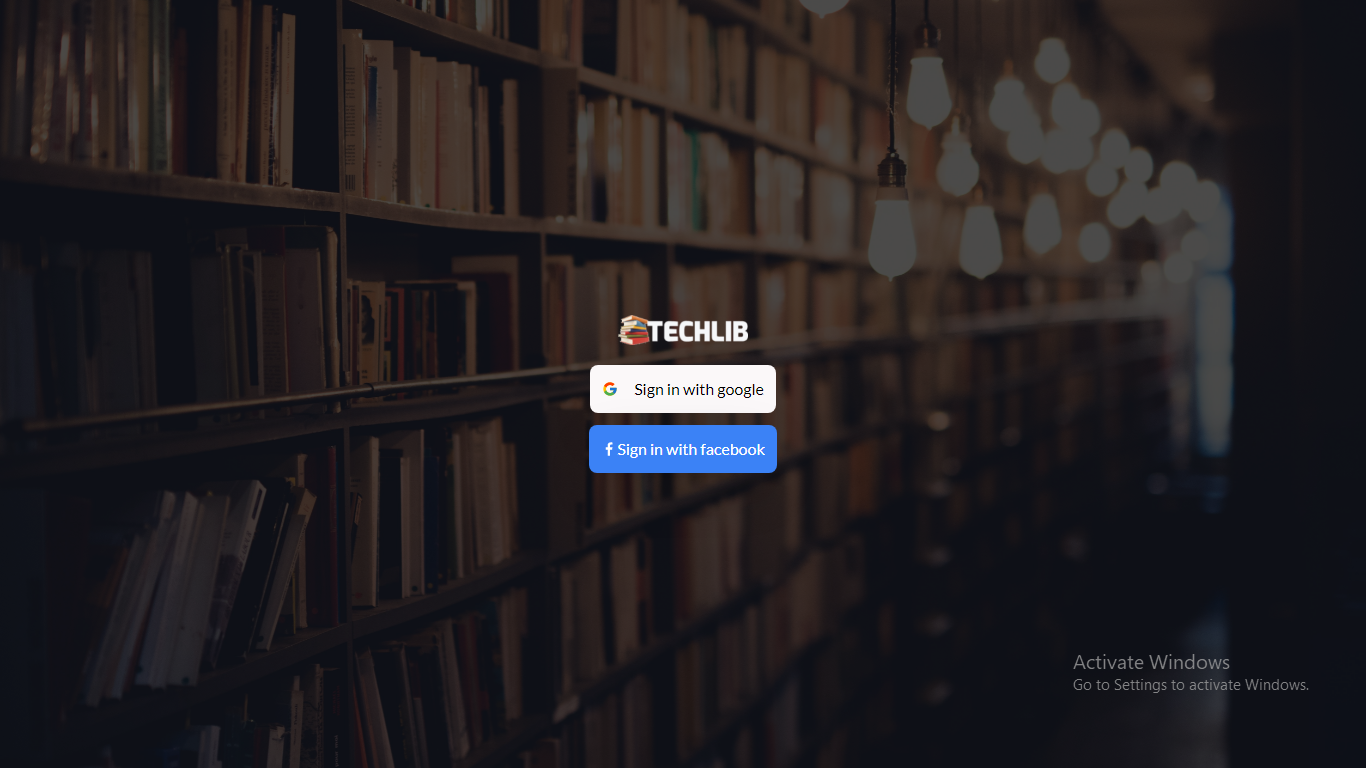 TECHLIB
Sign in with google
Sign in with facebook
Activate Windows
Go to Settings to activate Windows.